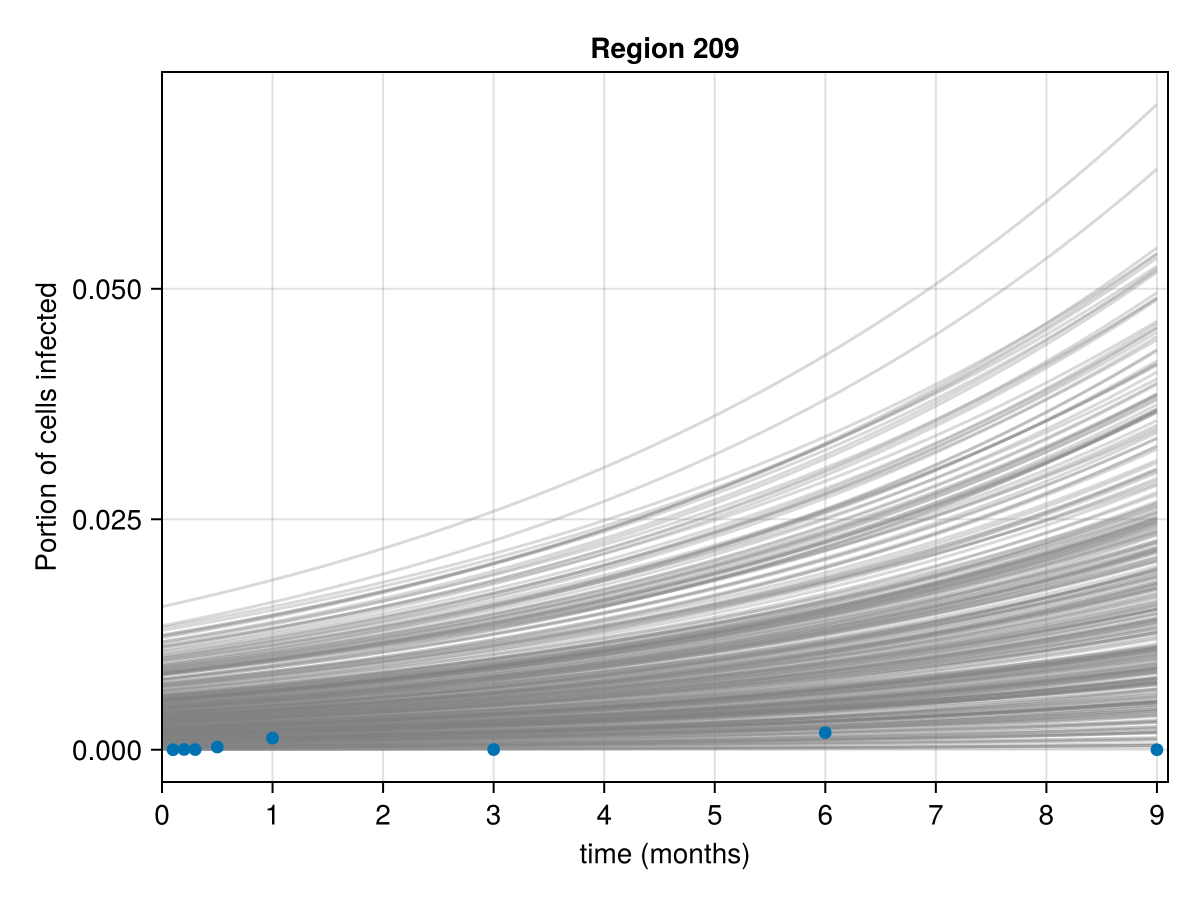 Region 209
Portion of cells infected
0.050
0.025
0.000
0 1 2 3 4 5 6 7 8 9
time (months)